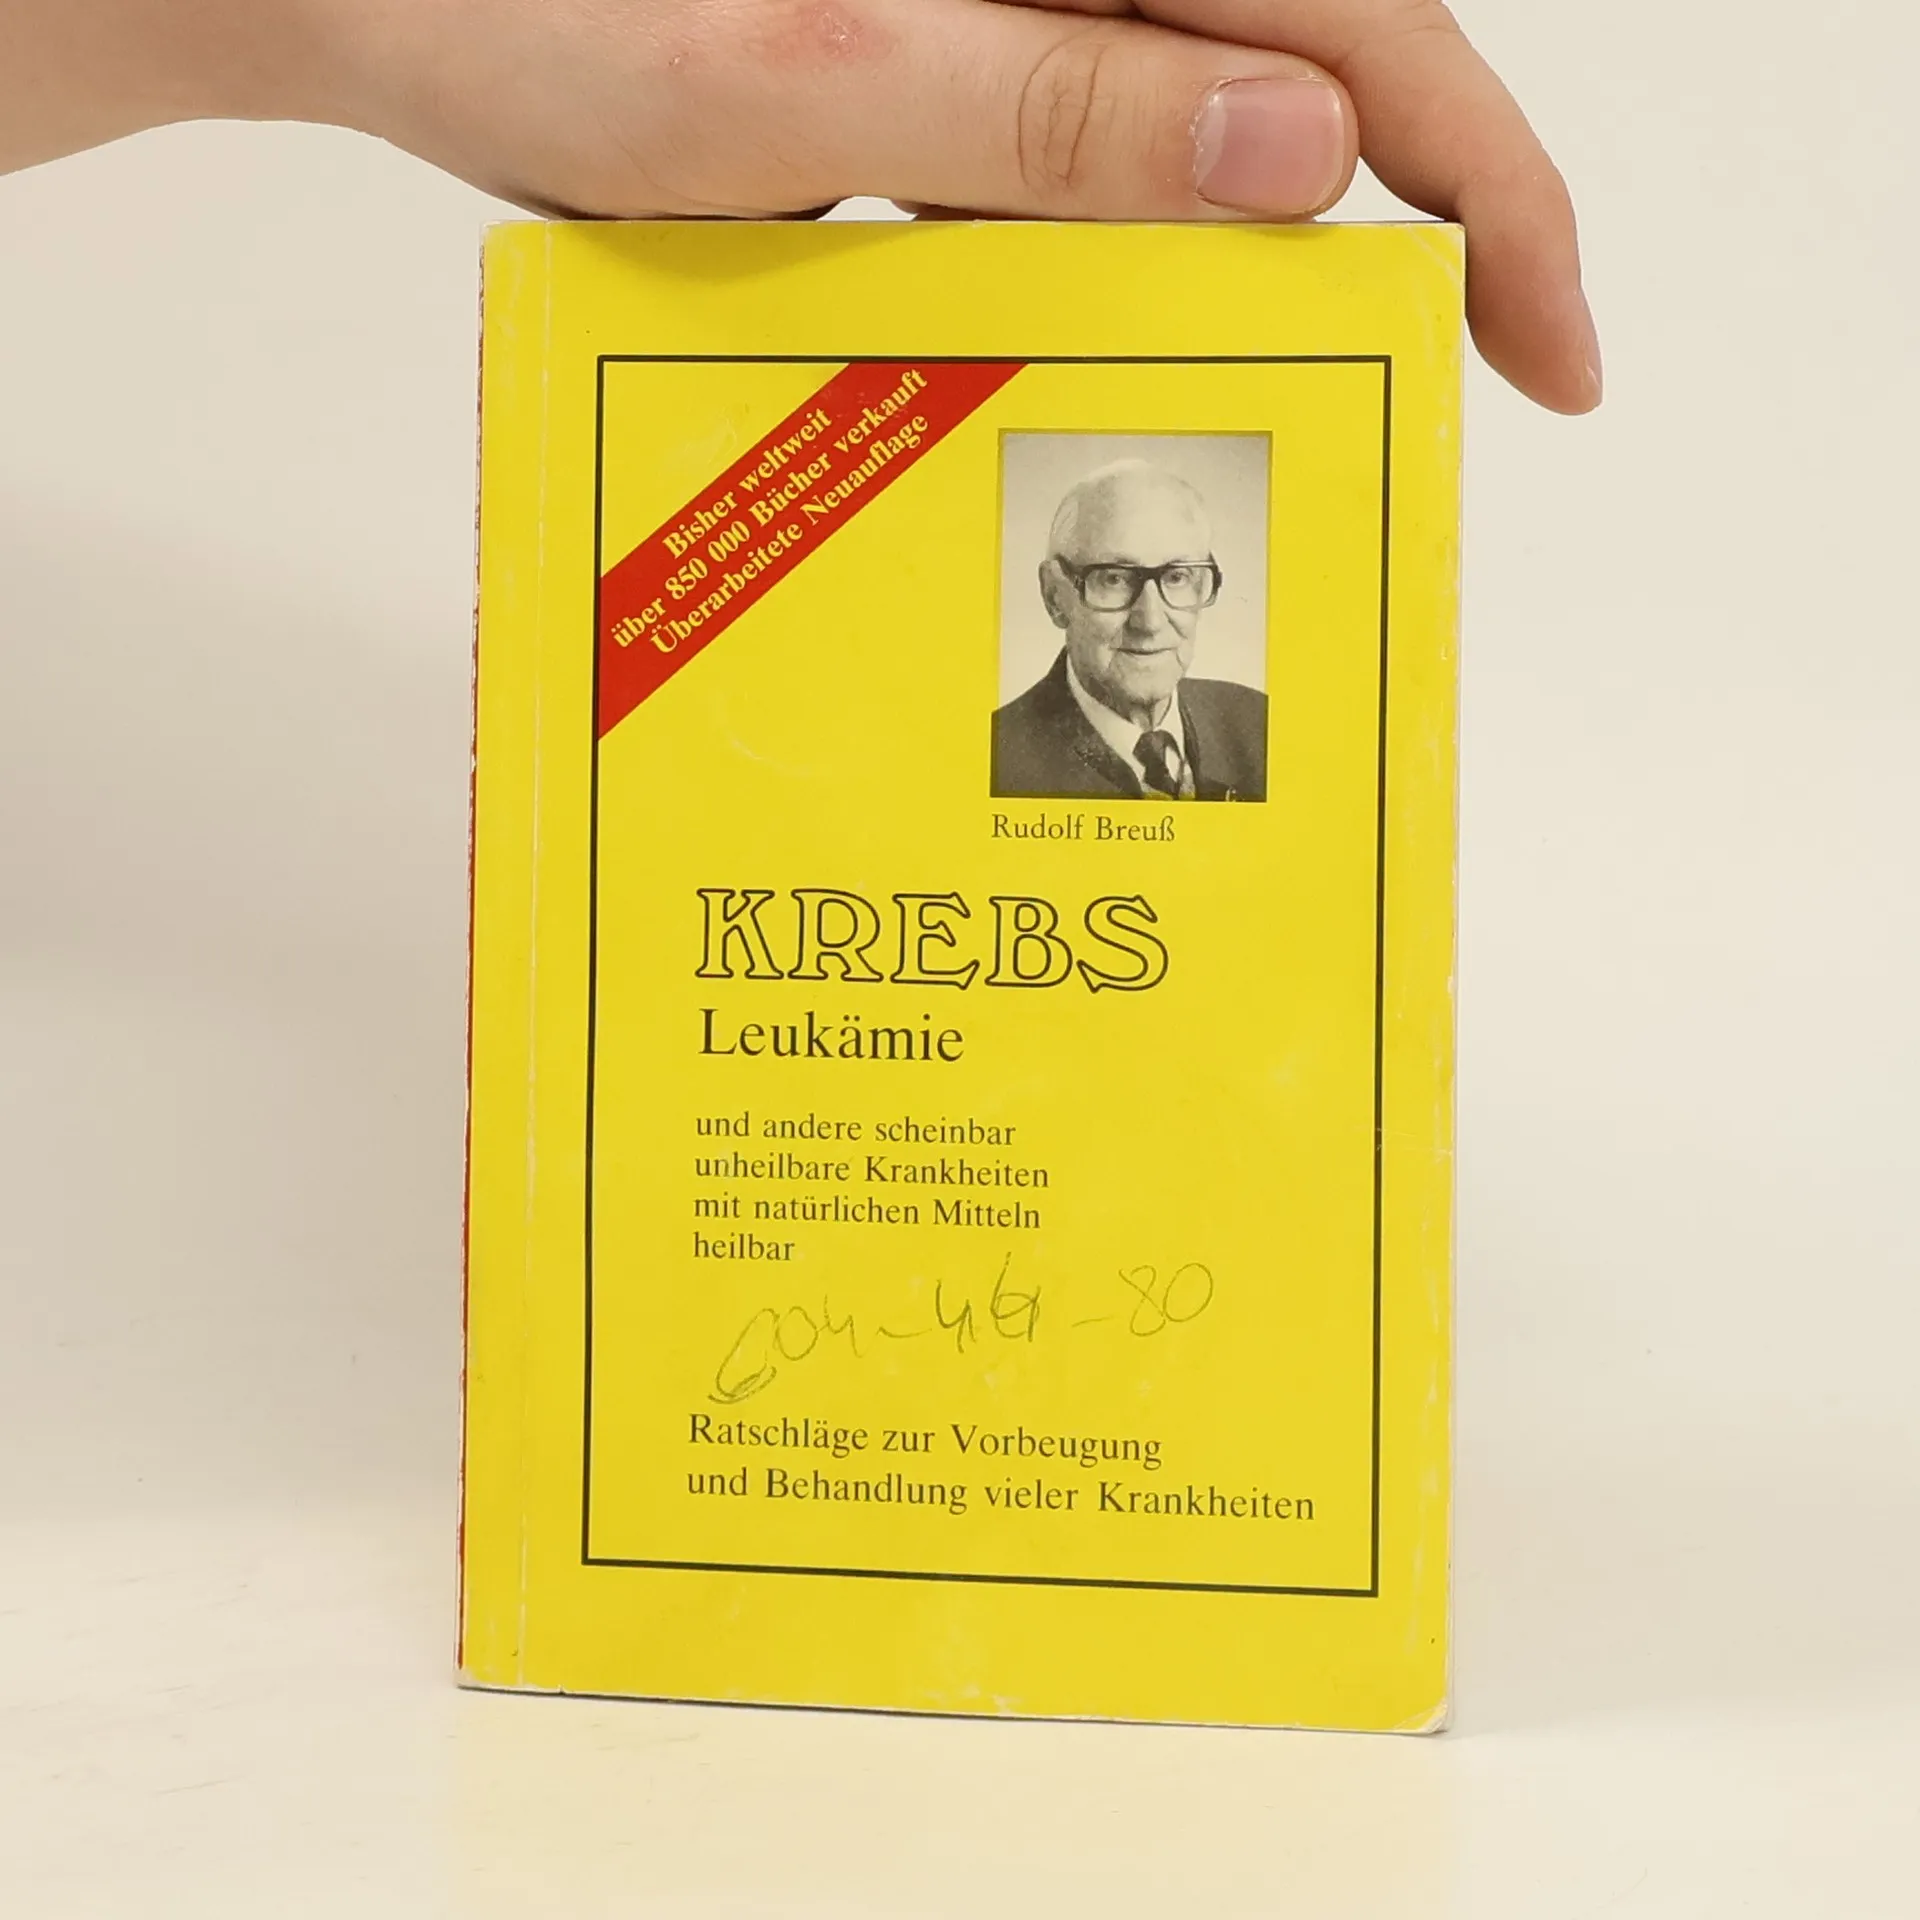 Bisher weltweit
über 850 000 Bücher verkauft
Überarbeitete Neuauflage
Rudolf Breuß
KREBS
Leukämie
und andere scheinbar
unheilbare Krankheiten
mit natürlichen Mitteln
heilbar
Ratschläge zur Vorbeugung
und Behandlung vieler Krankheiten